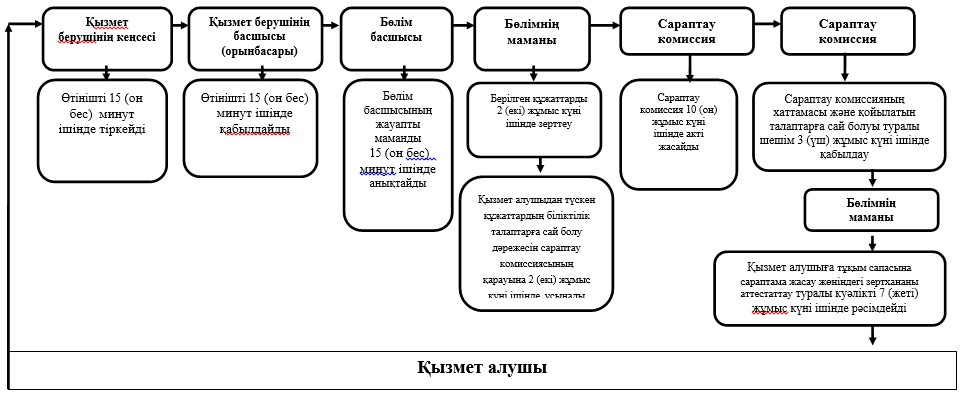 Қызмет
берушінің кеңсесі
Қызмет берушінің
басшысы
(орынбасары)
Бөлім
басшысы
Бөлімнің
маманы
Сараптау
комиссия
Сараптау
комиссия
Өтінішті 15 (он
бес) минут
ішінде тіркейді
Өтінішті 15 (он бес)
минут ішінде
қабылдайды
Бөлім
басшысының
жауапты
маманды
15 (он бес)
минут ішінде
анықтайды
Берілген құжаттарды
2 (екі) жұмыс күні
ішінде зерттеу
Қызмет алушыдан түскен
құжаттардың біліктілік
талаптарға сай болу
дәрежесін сараптау
комиссиясының
қарауына 2 (екі) жұмыс
күні ішінде ұсынады
Сараптау
комиссия 10 (он)
жұмыс күні
ішінде акті
жасайды
Сараптау комиссияның
хаттамасы және қойылатын
талаптарға сай болуы туралы
шешім 3 (үш) жұмыс күні ішінде
қабылдау
Бөлімнің
маманы
Қызмет алушыға тұқым сапасына
сараптама жасау жөніндегі зертхананы
аттестаттау туралы куәлікті 7 (жеті)
жұмыс күні ішінде рәсімдейді
Қызмет алушы